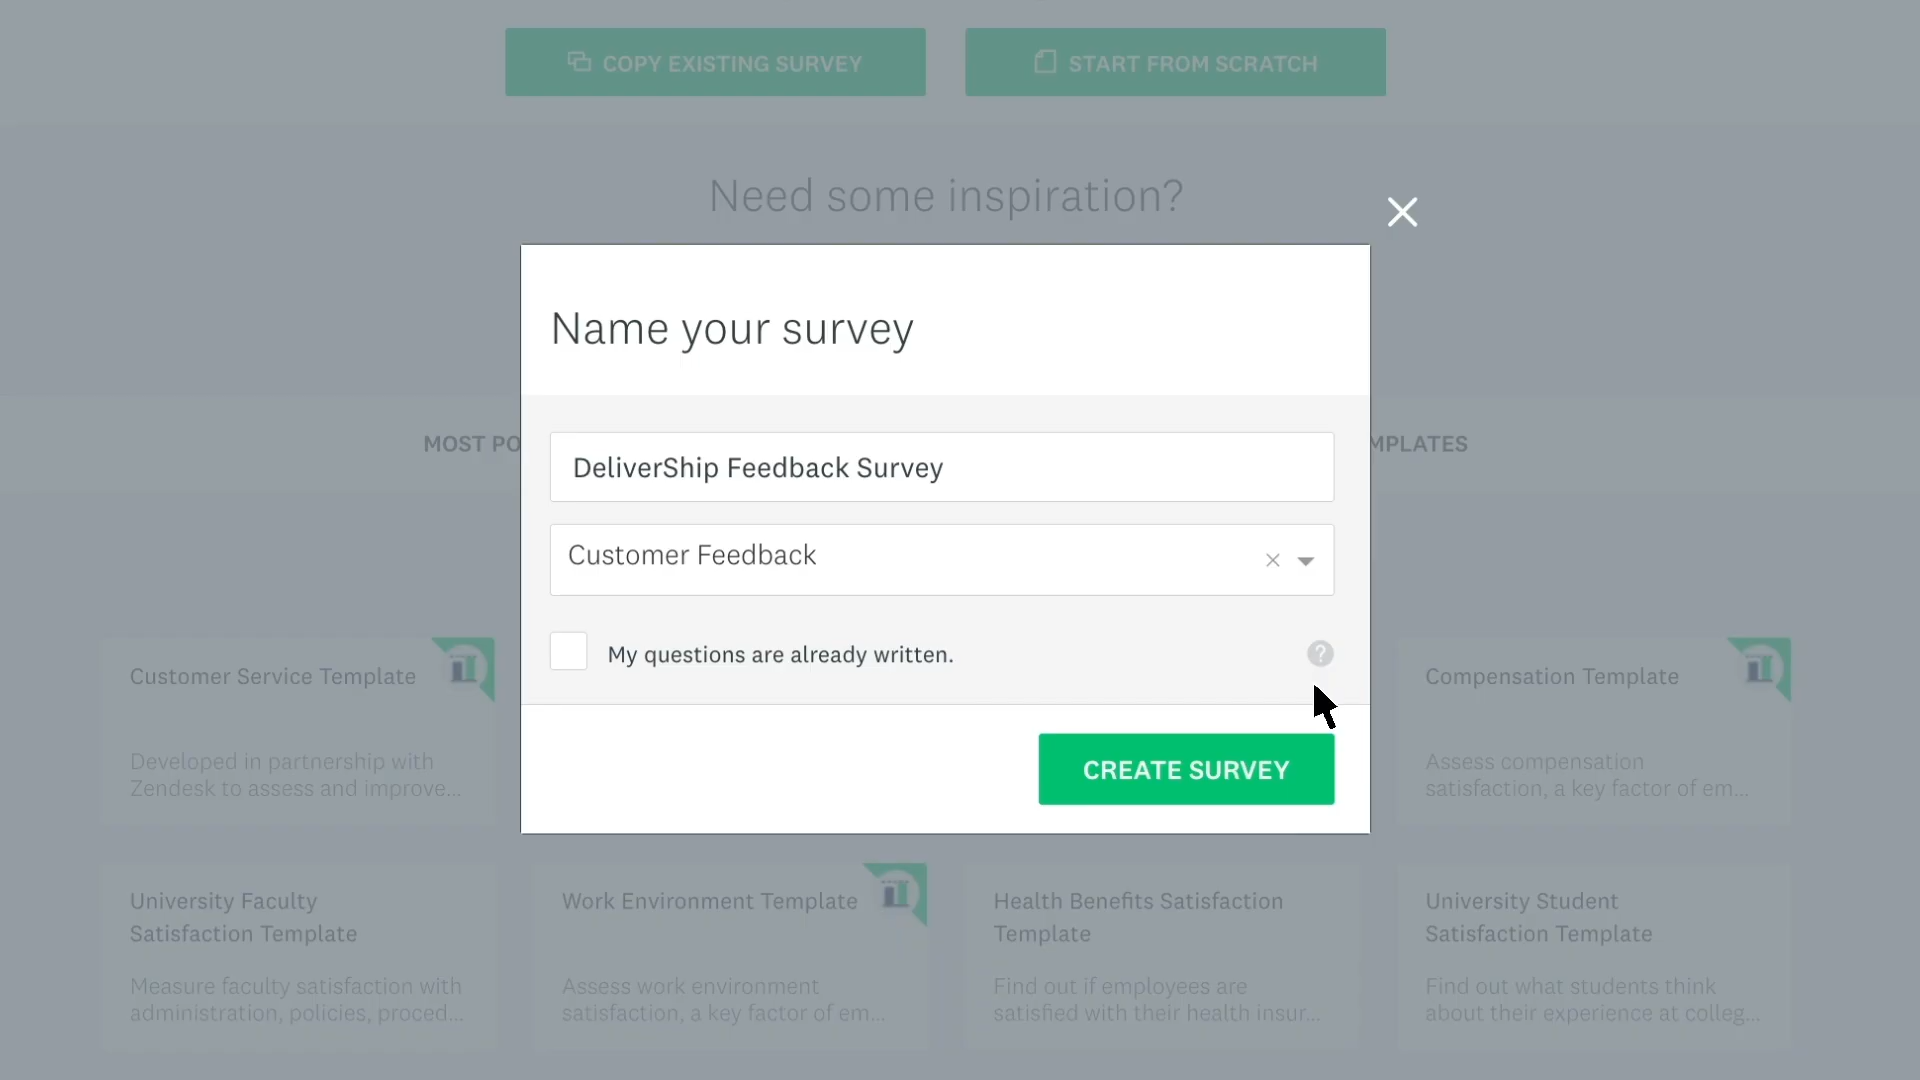 COPY EXISTING SURVEY
START FROM SCRATCH
Need some inspiration?
Name your survey
MOST PO
MPLATES
DeliverShip Feedback Survey
Customer Feedback
My questions are already written.
?
CREATE SURVEY
Customer Service Template
Developed in partnership with
Zendesk to assess and improve...
Compensation Template
Assess compensation
satisfaction, a key factor of em...
University Faculty
Satisfaction Template
Measure faculty satisfaction with
administration, policies, proced...
Work Environment Template
Assess work environment
satisfaction, a key factor of em...
Health Benefits Satisfaction
Template
Find out if employees are
satisfied with their health insur...
University Student
Satisfaction Template
Find out what students think
about their experience at colleg...